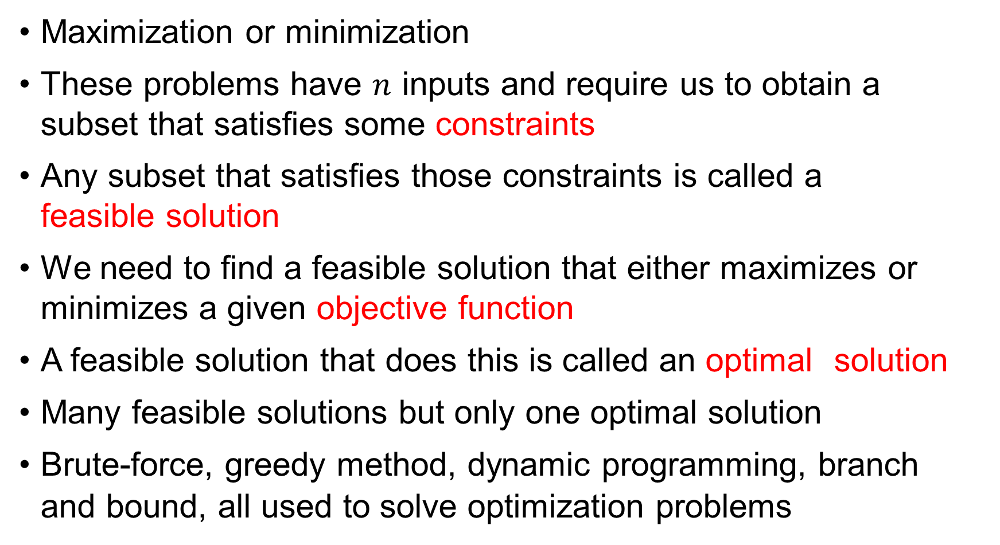 • Maximization or minimization
• These problems have n inputs and require us to obtain a
subset that satisfies some constraints
• Any subset that satisfies those constraints is called a
feasible solution
• We need to find a feasible solution that either maximizes or
minimizes a given objective function
• A feasible solution that does this is called an optimal solution
• Many feasible solutions but only one optimal solution
• Brute-force, greedy method, dynamic programming, branch
and bound, all used to solve optimization problems